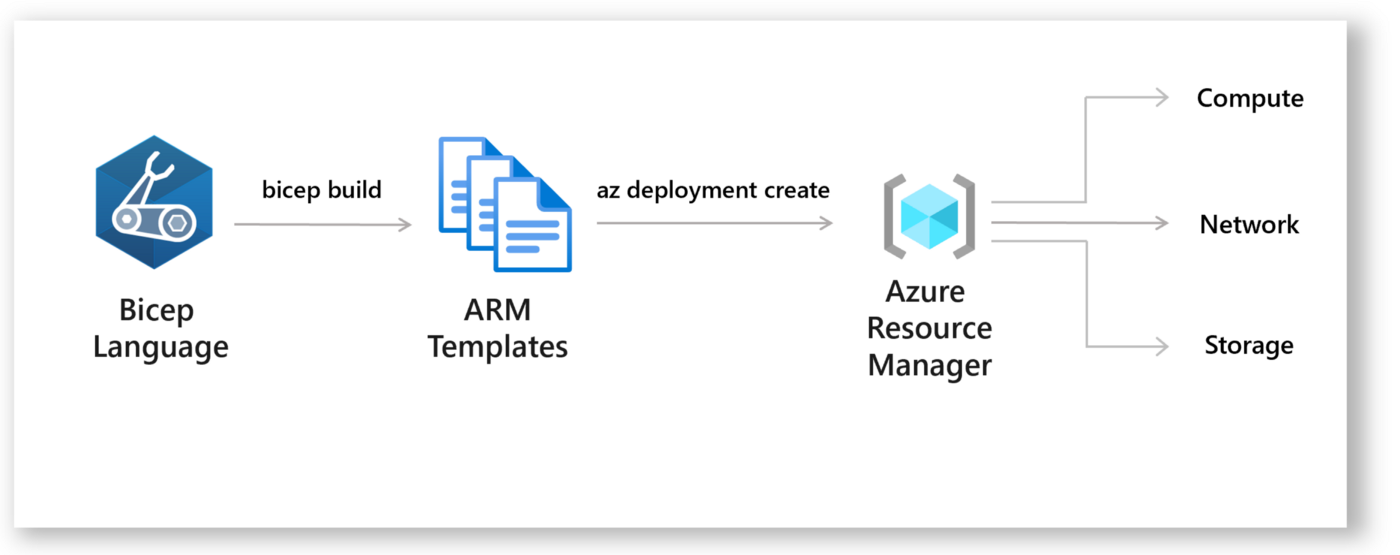 bicep build
az deployment create
Bicep
Language
ARM
Templates
Azure
Resource
Manager
Compute
Network
Storage